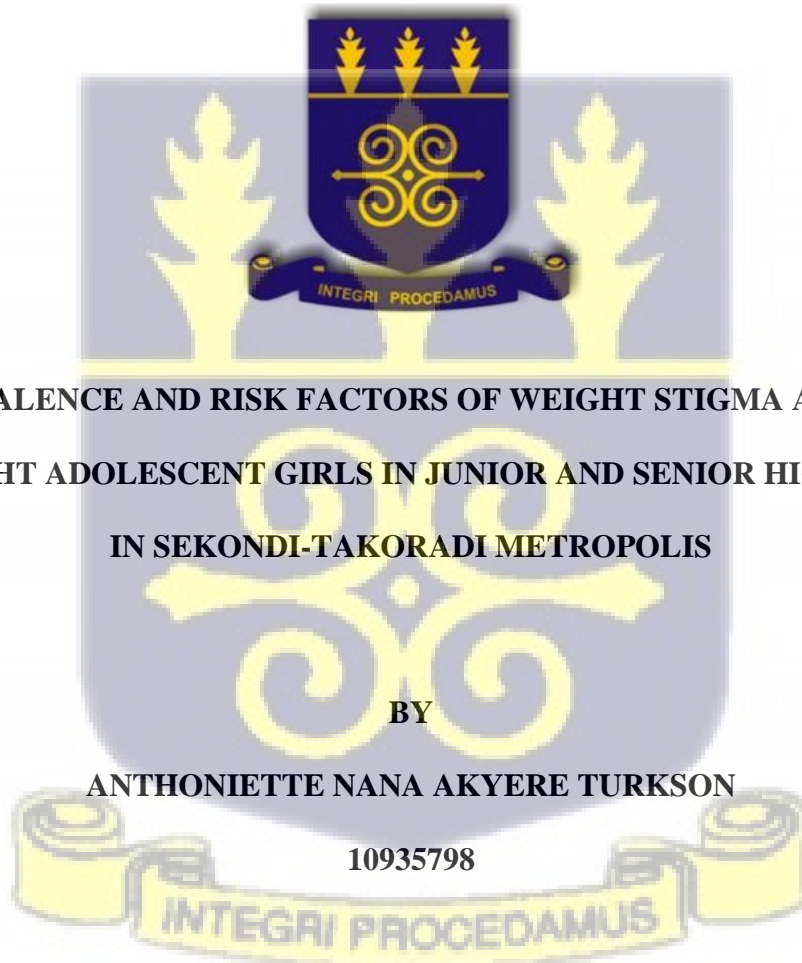 INTEGRI PROCEDAMUS
ALENCE AND RISK FACTORS OF WEIGHT STIGMA A
HT ADOLESCENT GIRLS IN JUNIOR AND SENIOR HI
IN SEKONDI-TAKORADI METROPOLIS
BY
ANTHONIETTE NANA AKYERE TURKSON
10935798
INTEGRI PROCEDAMUS